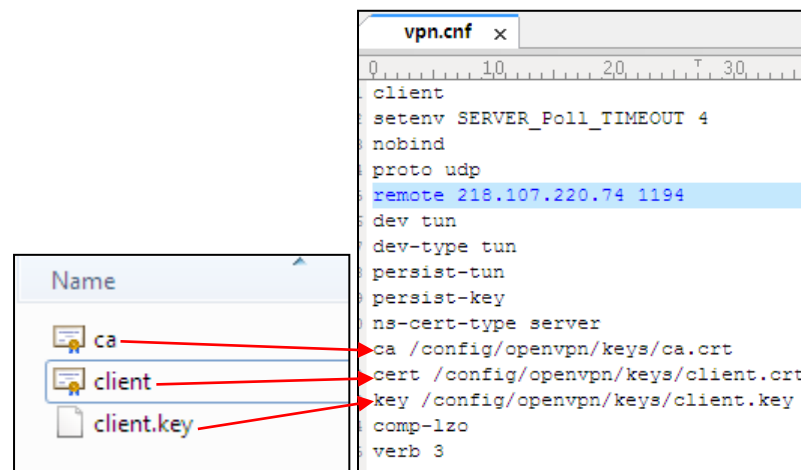 Name
ca
client
client.key
vpn.cnf x
0 10 20 30
client
setenv SERVER_Poll_TIMEOUT 4
nobind
proto udp
remote 218.107.220.74 1194
dev tun
dev-type tun
persist-tun
persist-key
ns-cert-type server
ca /config/openvpn/keys/ca.crt
cert /config/openvpn/keys/client.crt
key /config/openvpn/keys/client.key
comp-lzo
verb 3